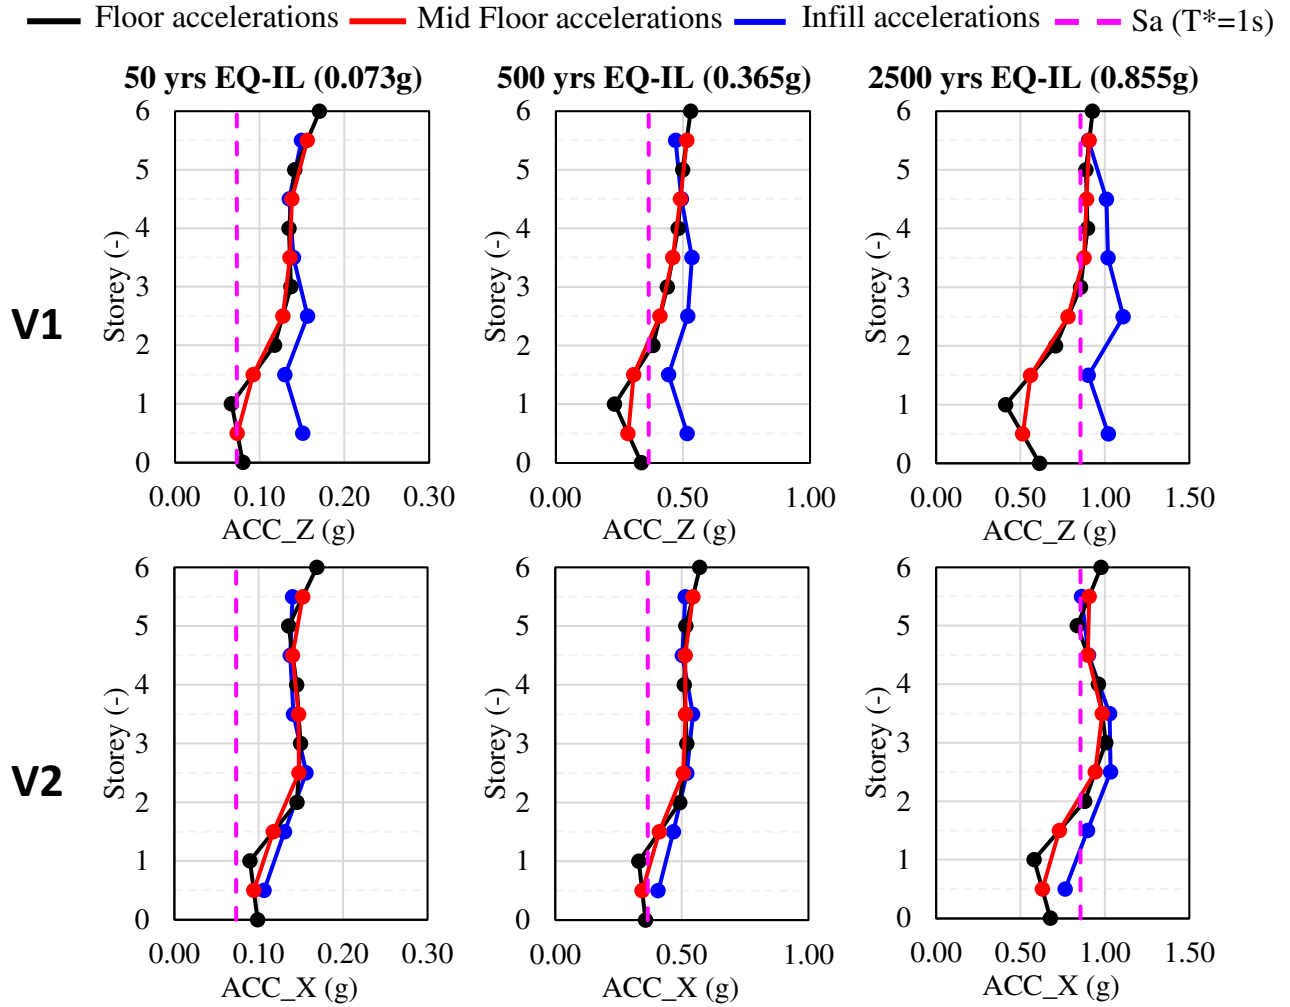 Floor accelerations Mid Floor accelerations Infill accelerations Sa (T*=1s)
50 yrs EQ-IL (0.073g) 500 yrs EQ-IL (0.365g) 2500 yrs EQ-IL (0.855g)
V1
Storey (-)
6
5
4
3
2
1
0
0.00 0.10 0.20 0.30
ACC_Z (g)
Storey (-)
6
5
4
3
2
1
0
0.00 0.50 1.00
ACC_Z (g)
Storey (-)
6
5
4
3
2
1
0
0.00 0.50 1.00 1.50
ACC_Z (g)
V2
Storey (-)
6
5
4
3
2
1
0
0.00 0.10 0.20 0.30
ACC_X (g)
Storey (-)
6
5
4
3
2
1
0
0.00 0.50 1.00
ACC_X (g)
Storey (-)
6
5
4
3
2
1
0
0.00 0.50 1.00 1.50
ACC_X (g)